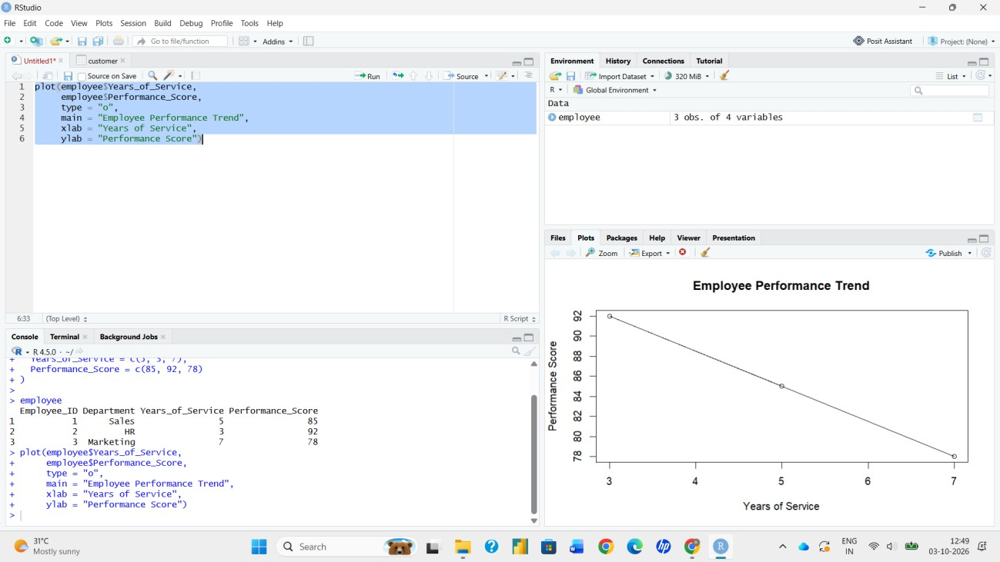 RStudio
File Edit Code View Plots Session Build Debug Profile Tools Help
Go to file/function Addins Posit Assistant Project: (None)
Untitled1* customer
Source on Save Run Source
1 plot(employee$Years_of_Service,
2 employee$Performance_Score,
3 type = "o",
4 main = "Employee Performance Trend",
5 xlab = "Years of Service",
6 ylab = "Performance Score")
6:33 (Top Level) R Script
Console Terminal Background Jobs
R R 4.5.0 · ~/
+ Years_of_Service = c(5, 3, 7),
+ Performance_Score = c(85, 92, 78)
+ )
>
> employee
Employee_ID Department Years_of_Service Performance_Score
1 1 Sales 5 85
2 2 HR 3 92
3 3 Marketing 7 78
> plot(employee$Years_of_Service,
+ employee$Performance_Score,
+ type = "o",
+ main = "Employee Performance Trend",
+ xlab = "Years of Service",
+ ylab = "Performance Score")
>
Environment History Connections Tutorial
Import Dataset 320 MiB List
R Global Environment
Data
employee 3 obs. of 4 variables
Files Plots Packages Help Viewer Presentation
Zoom Export Publish
Employee Performance Trend
Performance Score
92
90
88
86
84
82
80
78
3 4 5 6 7
Years of Service
31°C
Mostly sunny
Search
ENG
IN
12:49
03-10-2026